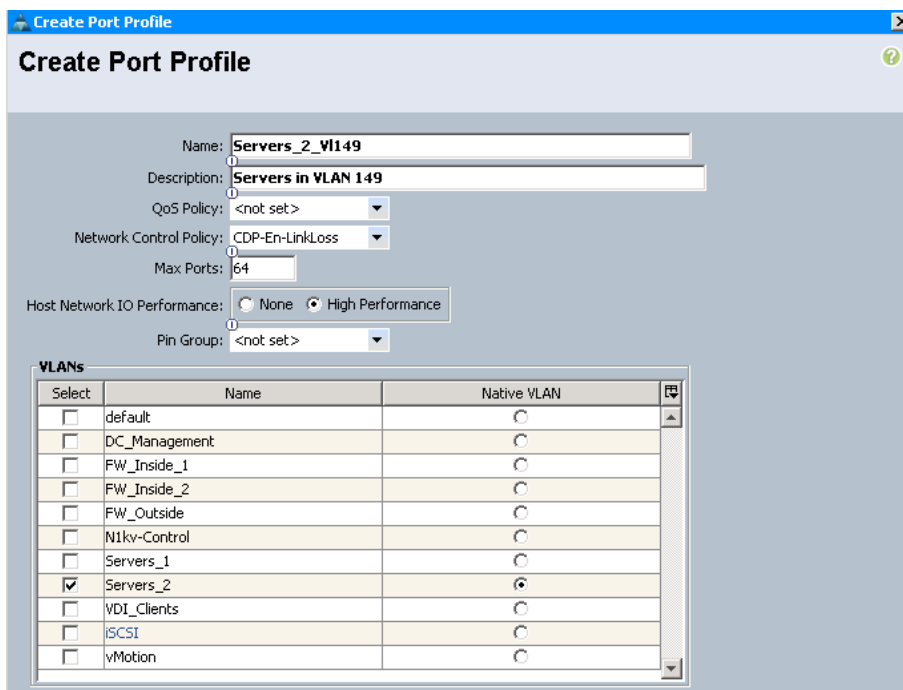 Create Port Profile
Create Port Profile
Name: Servers_2_Vl149
Description: Servers in VLAN 149
QoS Policy: <not set>
Network Control Policy: CDP-En-LinkLoss
Max Ports: 64
Host Network IO Performance: None High Performance
Pin Group: <not set>
VLANs
Select Name Native VLAN
default
DC_Management
FW_Inside_1
FW_Inside_2
FW_Outside
N1kv-Control
Servers_1
Servers_2
VDI_Clients
iSCSI
vMotion